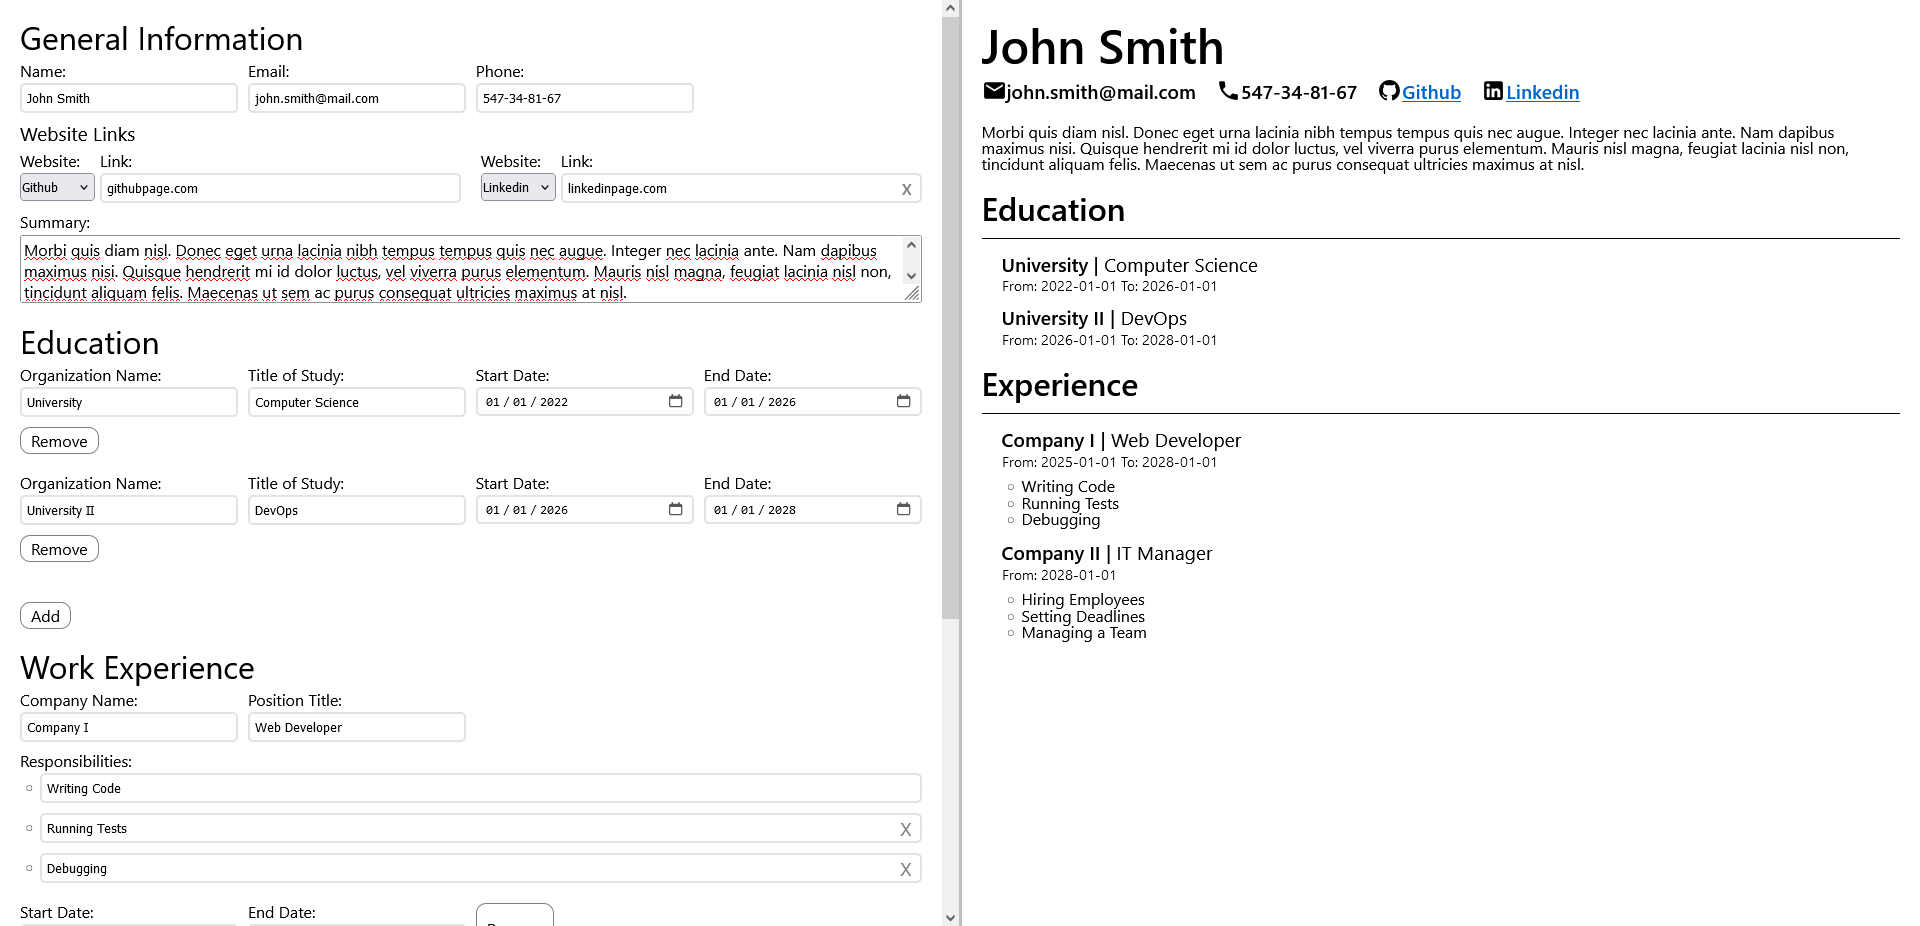 General Information
Name: Email: Phone:
John Smith john.smith@mail.com 547-34-81-67
Website Links
Website: Link: Website: Link:
Github githubpage.com Linkedin linkedinpage.com X
Summary:
Morbi quis diam nisl. Donec eget urna lacinia nibh tempus tempus quis nec augue. Integer nec lacinia ante. Nam dapibus
maximus nisi. Quisque hendrerit mi id dolor luctus, vel viverra purus elementum. Mauris nisl magna, feugiat lacinia nisl non,
tincidunt aliquam felis. Maecenas ut sem ac purus consequat ultricies maximus at nisl.
Education
Organization Name: Title of Study: Start Date: End Date:
University Computer Science 01 / 01 / 2022 01 / 01 / 2026
Remove
Organization Name: Title of Study: Start Date: End Date:
University II DevOps 01 / 01 / 2026 01 / 01 / 2028
Remove
Add
Work Experience
Company Name: Position Title:
Company I Web Developer
Responsibilities:
Writing Code
Running Tests X
Debugging X
Start Date: End Date:
John Smith
john.smith@mail.com 547-34-81-67 Github Linkedin
Morbi quis diam nisl. Donec eget urna lacinia nibh tempus tempus quis nec augue. Integer nec lacinia ante. Nam dapibus
maximus nisi. Quisque hendrerit mi id dolor luctus, vel viverra purus elementum. Mauris nisl magna, feugiat lacinia nisl non,
tincidunt aliquam felis. Maecenas ut sem ac purus consequat ultricies maximus at nisl.
Education
University | Computer Science
From: 2022-01-01 To: 2026-01-01
University II | DevOps
From: 2026-01-01 To: 2028-01-01
Experience
Company I | Web Developer
From: 2025-01-01 To: 2028-01-01
Writing Code
Running Tests
Debugging
Company II | IT Manager
From: 2028-01-01
Hiring Employees
Setting Deadlines
Managing a Team